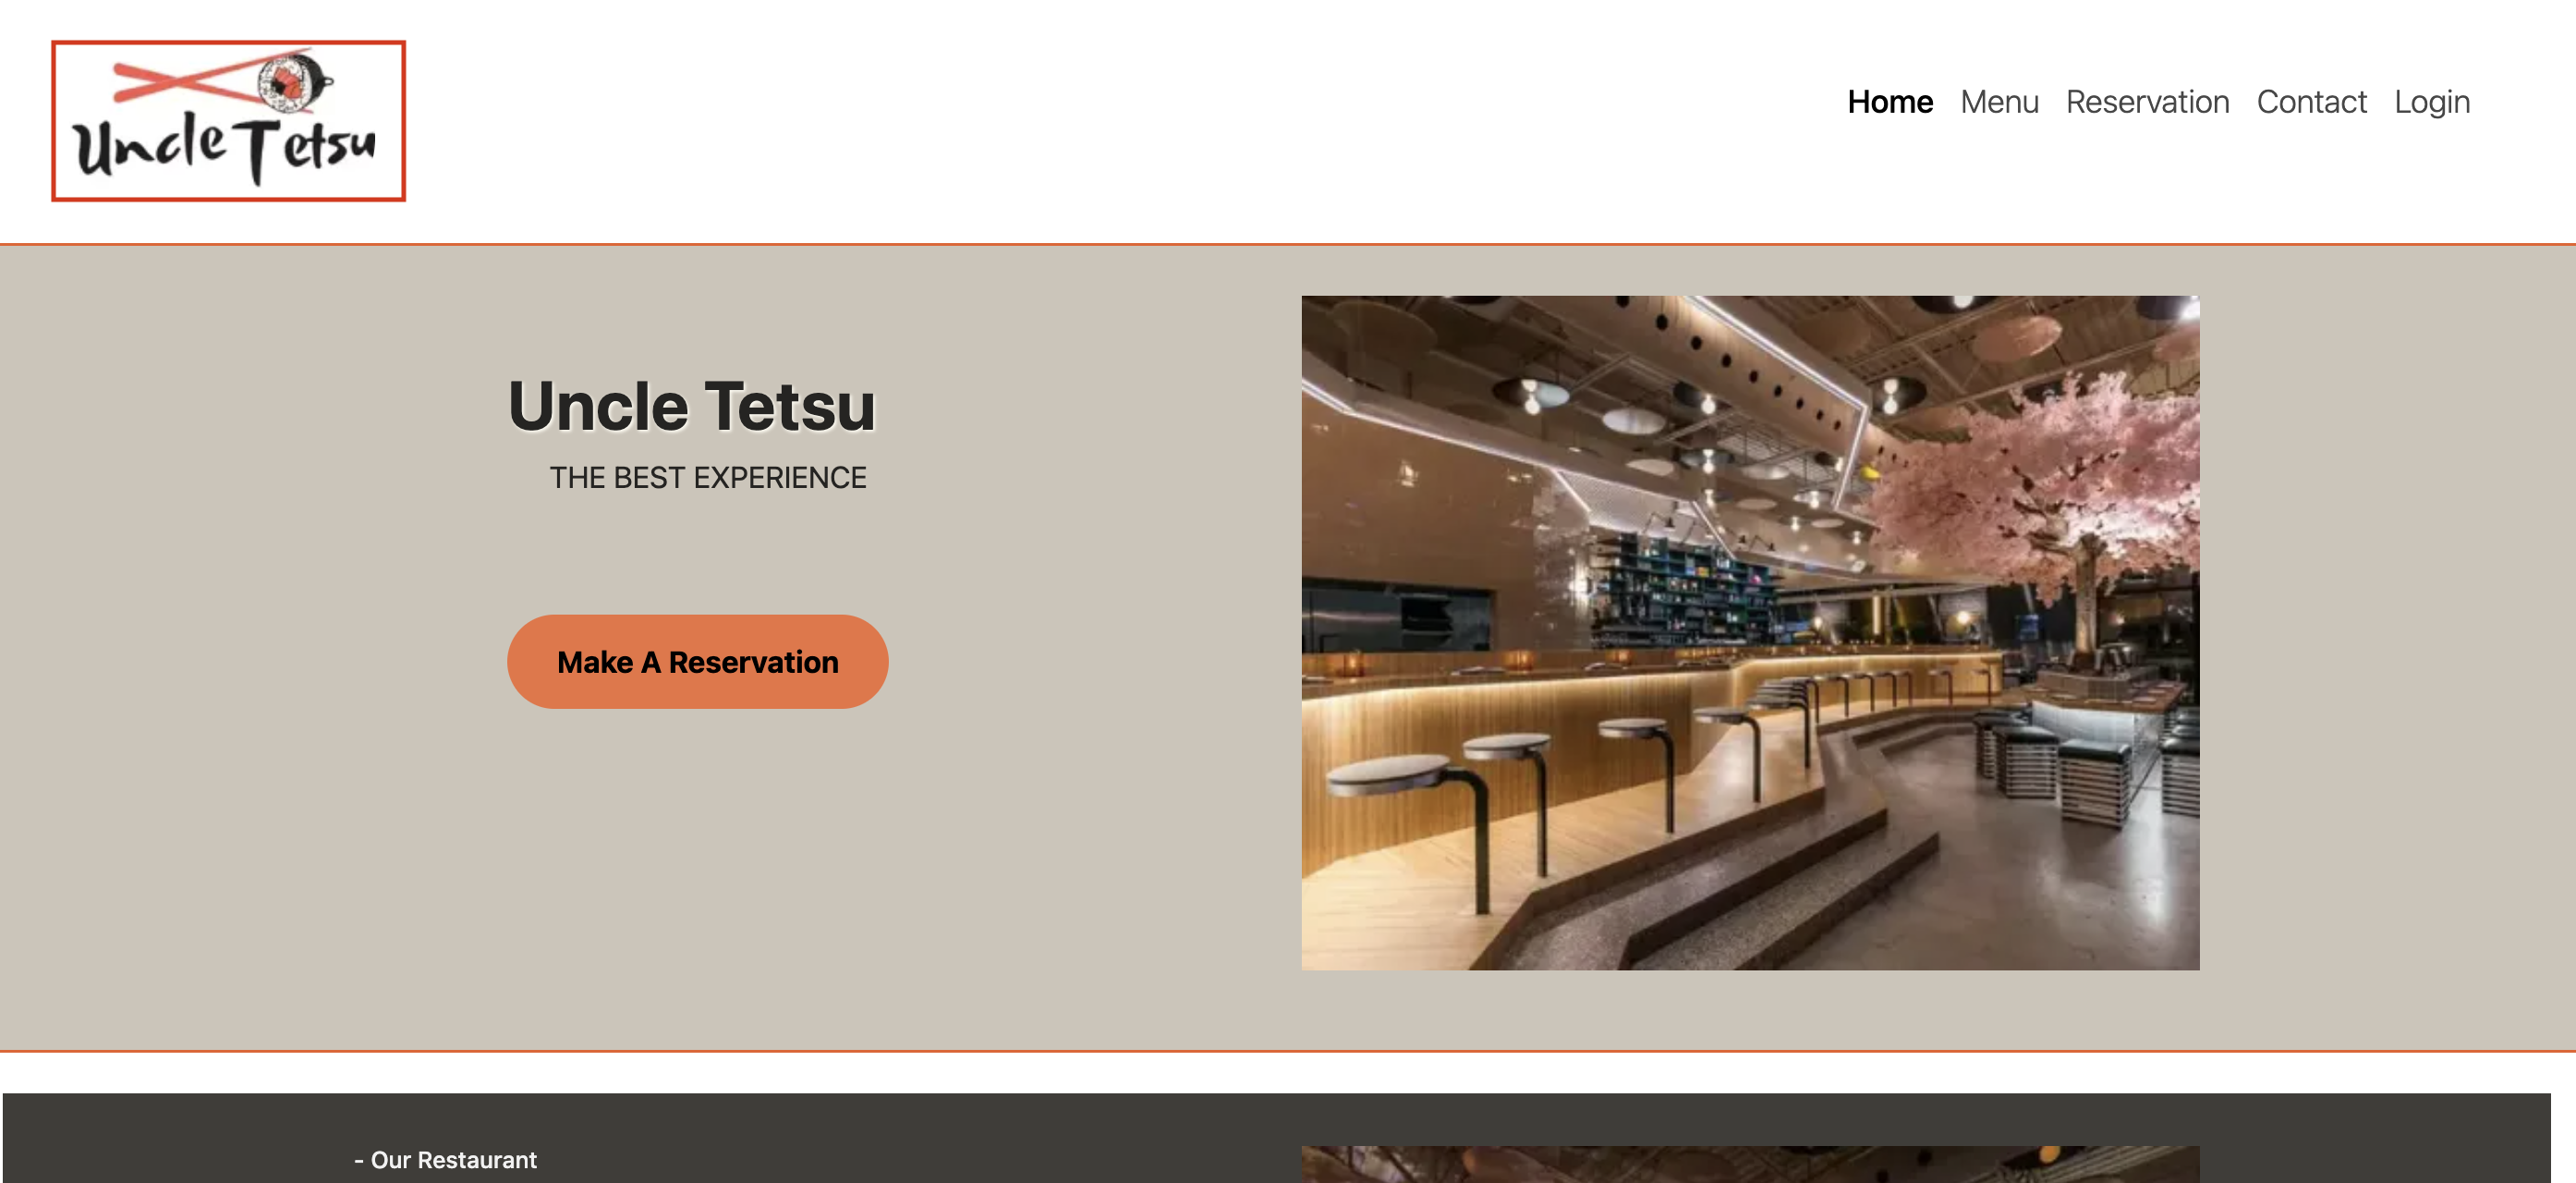 Uncle Tetsu
Home Menu Reservation Contact Login
Uncle Tetsu
THE BEST EXPERIENCE
Make A Reservation
- Our Restaurant